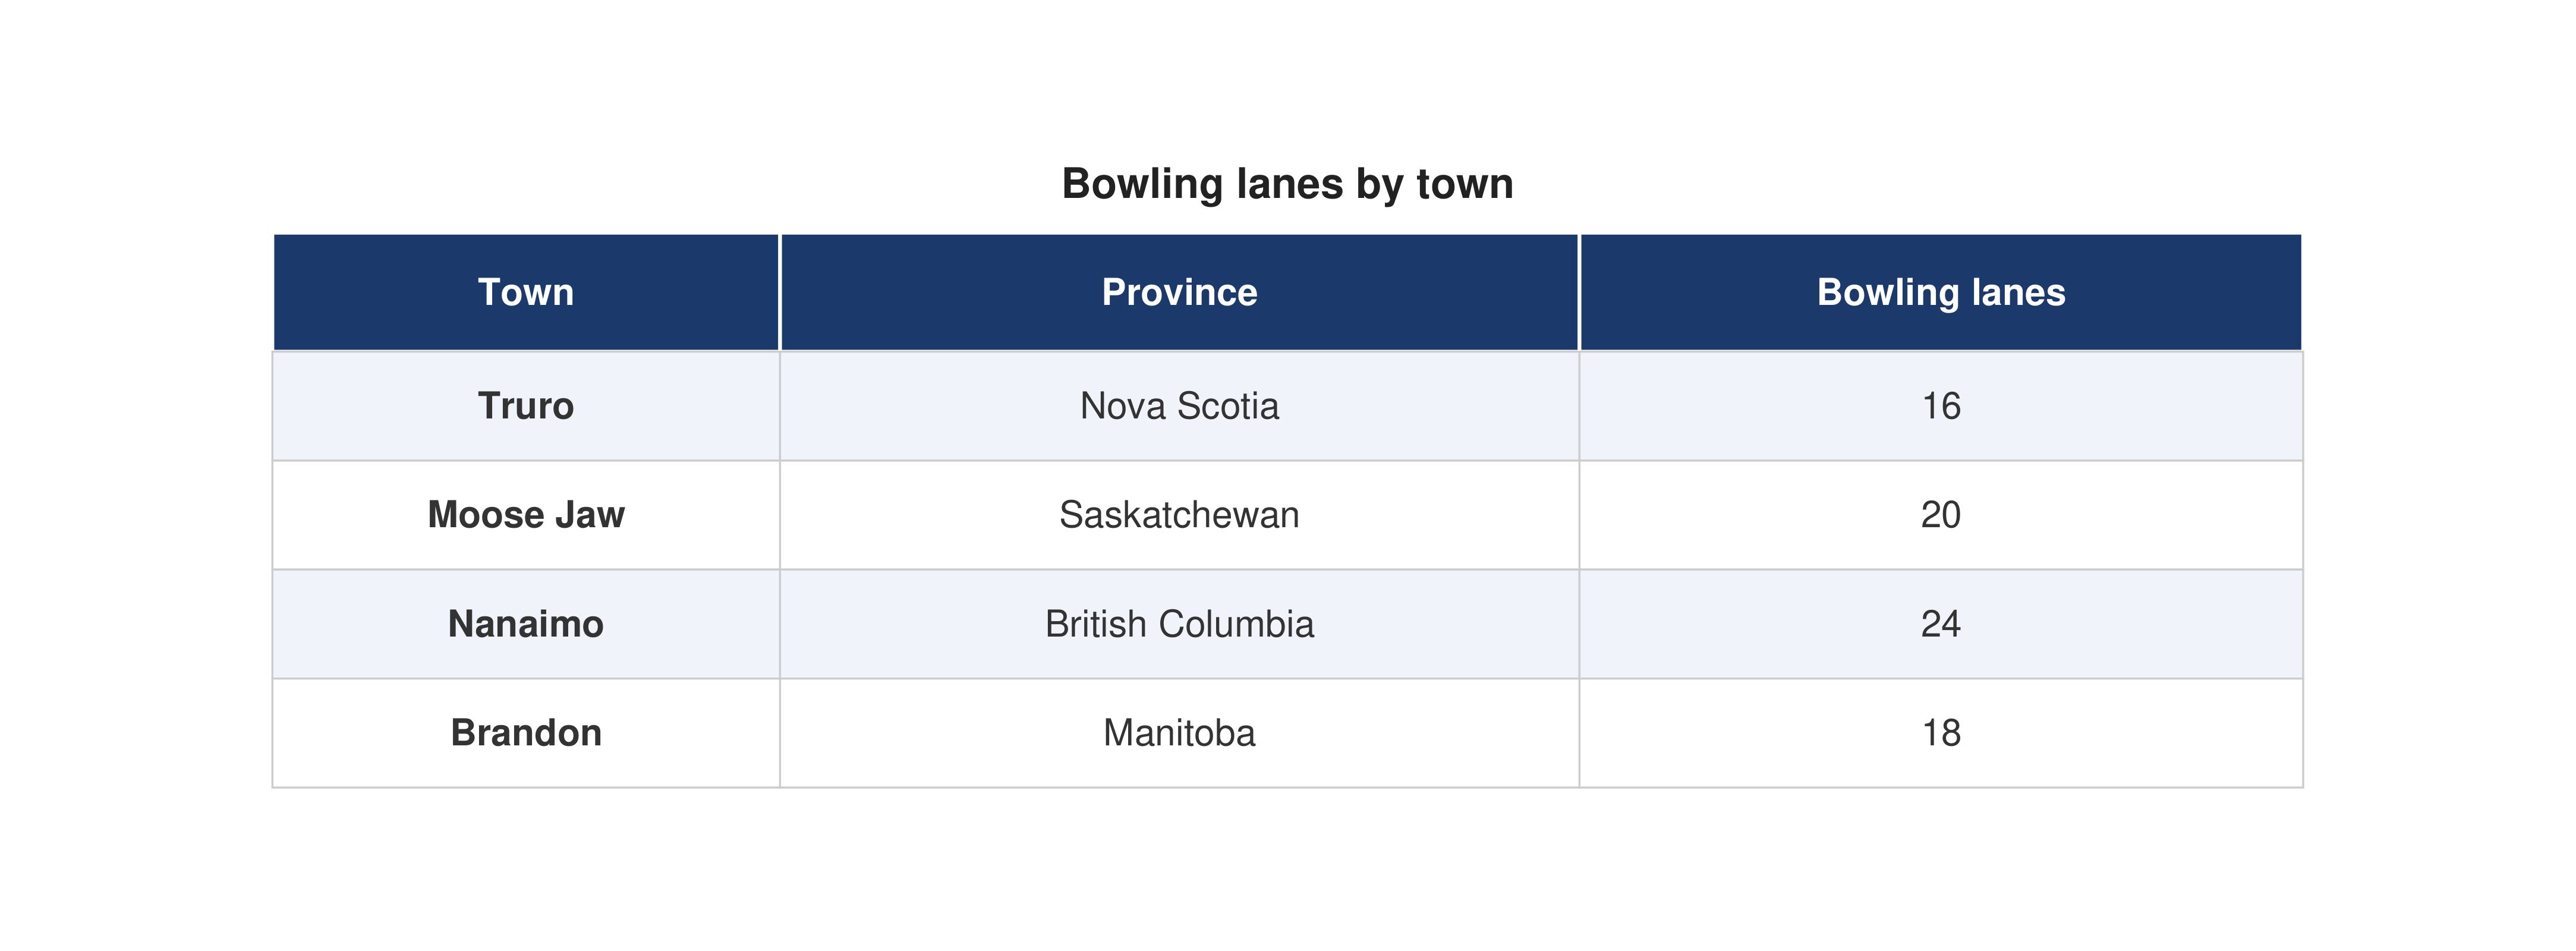 Bowling lanes by town
Town Province Bowling lanes
Truro Nova Scotia 16
Moose Jaw Saskatchewan 20
Nanaimo British Columbia 24
Brandon Manitoba 18